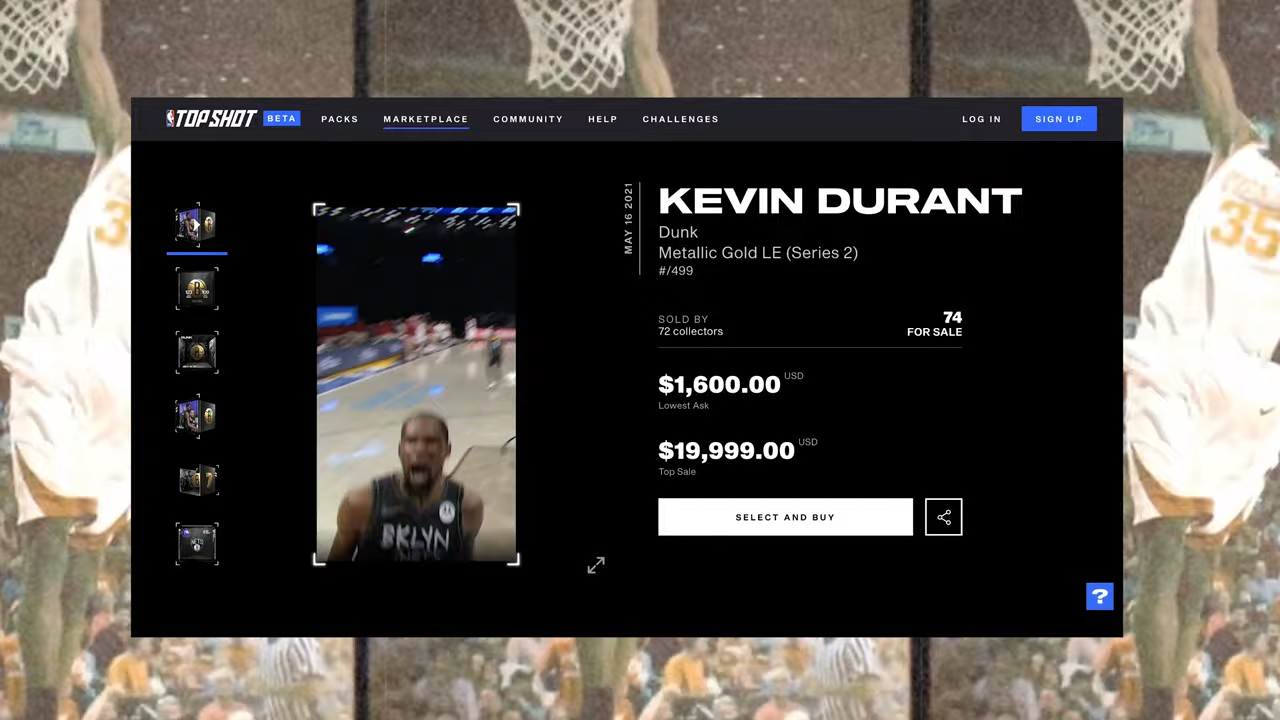 TOP SHOT BETA PACKS MARKETPLACE COMMUNITY HELP CHALLENGES LOG IN SIGN UP
MAY 16 2021
KEVIN DURANT
Dunk
Metallic Gold LE (Series 2)
#/499
SOLD BY
72 collectors
74
FOR SALE
$1,600.00 USD
Lowest Ask
$19,999.00 USD
Top Sale
SELECT AND BUY
?
BKLYN
NETS
35